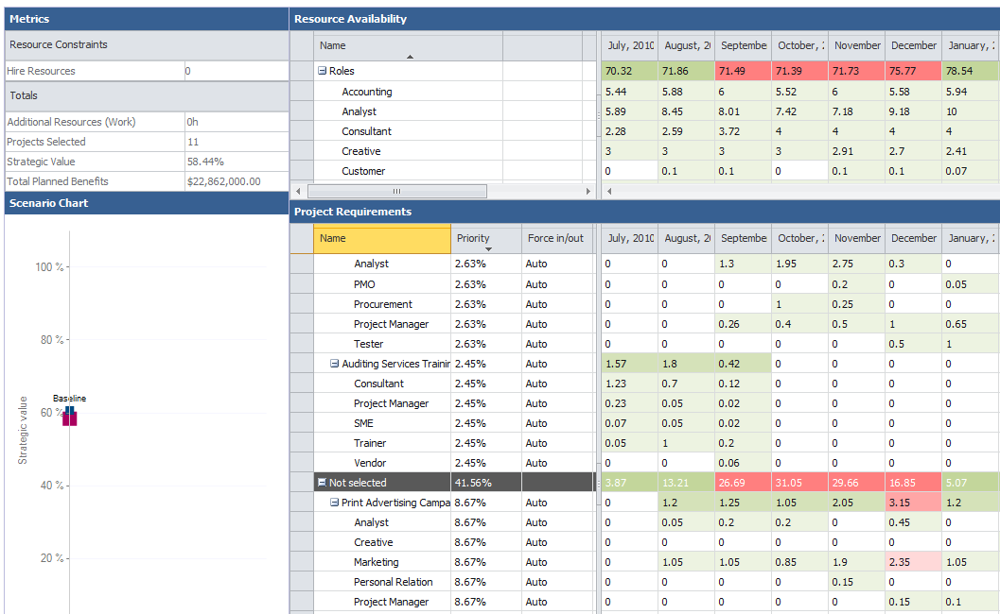 Metrics
Resource Constraints
Hire Resources 0
Totals
Additional Resources (Work) 0h
Projects Selected 11
Strategic Value 58.44%
Total Planned Benefits $22,862,000.00
Scenario Chart
100 %
80 %
Baseline
60 %
40 %
20 %
Strategic value
Resource Availability
Name July, 2010 August, 2 Septembe October, 2 November December January, 2
Roles 70.32 71.86 71.49 71.39 71.73 75.77 78.54
Accounting 5.44 5.88 6 5.52 6 5.58 5.94
Analyst 5.89 8.45 8.01 7.42 7.18 9.18 10
Consultant 2.28 2.59 3.72 4 4 4 4
Creative 3 3 3 3 2.91 2.7 2.41
Customer 0 0.1 0.1 0 0.1 0.1 0.07
Project Requirements
Name Priority Force in/out July, 2010 August, 2 Septembe October, 2 November December January, 2
Analyst 2.63% Auto 0 0 1.3 1.95 2.75 0.3 0
PMO 2.63% Auto 0 0 0 0 0.2 0 0.05
Procurement 2.63% Auto 0 0 0 1 0.25 0 0
Project Manager 2.63% Auto 0 0 0.26 0.4 0.5 1 0.65
Tester 2.63% Auto 0 0 0 0 0 0.5 1
Auditing Services Trainin 2.45% Auto 1.57 1.8 0.42 0 0 0 0
Consultant 2.45% Auto 1.23 0.7 0.12 0 0 0 0
Project Manager 2.45% Auto 0.23 0.05 0.02 0 0 0 0
SME 2.45% Auto 0.07 0.05 0.02 0 0 0 0
Trainer 2.45% Auto 0.05 1 0.2 0 0 0 0
Vendor 2.45% Auto 0 0 0.06 0 0 0 0
Not selected 41.56% 3.87 13.21 26.69 31.05 29.66 16.85 5.07
Print Advertising Campa 8.67% Auto 0 1.2 1.25 1.05 2.05 3.15 1.2
Analyst 8.67% Auto 0 0.05 0.2 0.2 0 0.45 0
Creative 8.67% Auto 0 0 0 0 0 0 0
Marketing 8.67% Auto 0 1.05 1.05 0.85 1.9 2.35 1.05
Personal Relation 8.67% Auto 0 0 0 0 0.15 0 0
Project Manager 8.67% Auto 0 0 0 0 0 0.15 0.1